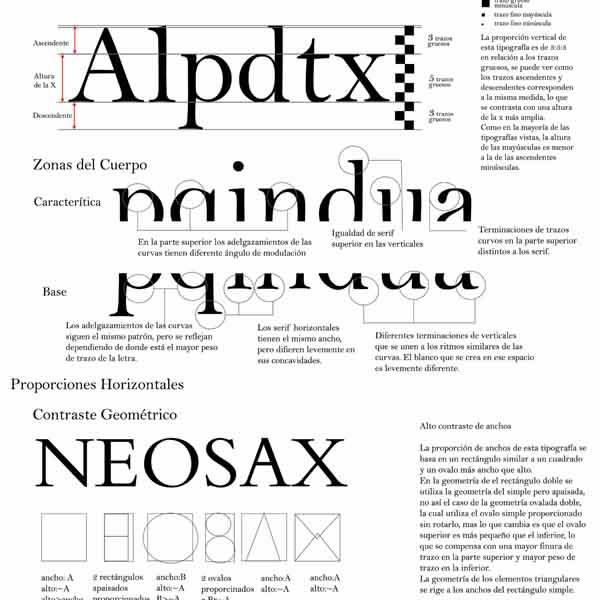 trazo grueso
minúscula
trazo fino mayúscula
trazo fino minúscula
Ascendente
Altura
de la X
Descendente
Alpdtx
3 trazos
gruesos
5 trazos
gruesos
3 trazos
gruesos
La proporción vertical de
esta tipografía es de 3:5:3
en relación a los trazos
gruesos, se puede ver como
los trazos ascendentes y
descendentes corresponden
a la misma medida, lo que
se contrasta con una altura
de la x más amplia.
Como en la mayoría de las
tipografías vistas, la altura
de las mayúsculas es menor
a la de las ascendentes
minúsculas.
Zonas del Cuerpo
Caracterítica
pqindua
En la parte superior los adelgazamientos de las
curvas tienen diferente ángulo de modulación
Igualdad de serif
superior en las verticales
Terminaciones de trazos
curvos en la parte superior
distintos a los serif.
Base
pqindua
Los adelgazamientos de las curvas
siguen el mismo patrón, pero se reflejan
dependiendo de donde está el mayor peso
de trazo de la letra.
Los serif horizontales
tienen el mismo ancho,
pero difieren levemente en
sus concavidades.
Diferentes terminaciones de verticales
que se unen a los ritmos similares de las
curvas. El blanco que se crea en ese espacio
es levemente diferente.
Proporciones Horizontales
Contraste Geométrico
NEOSAX
ancho: A
alto:~A
alto>ancho
2 rectángulos
apaisados
proporcionados
ancho:B
alto:~A
B>~A
2 ovalos
proporcinados
ancho:A
alto:~A
ancho:A
alto:~A
Alto contraste de anchos
La proporción de anchos de esta tipografía se
basa en un rectángulo similar a un cuadrado
y un ovalo más ancho que alto.
En la geometría de el rectángulo doble se
utiliza la geometría del simple pero apaisada,
no así el caso de la geometría ovalada doble,
la cual utiliza el ovalo simple proporcionado
sin rotarlo, mas lo que cambia es que el ovalo
superior es más pequeño que el inferior, lo
que se compensa con una mayor finura de
trazo en la parte superior y mayor peso de
trazo en la inferior.
La geometría de los elementos triangulares
se rige a los anchos del rectángulo simple.